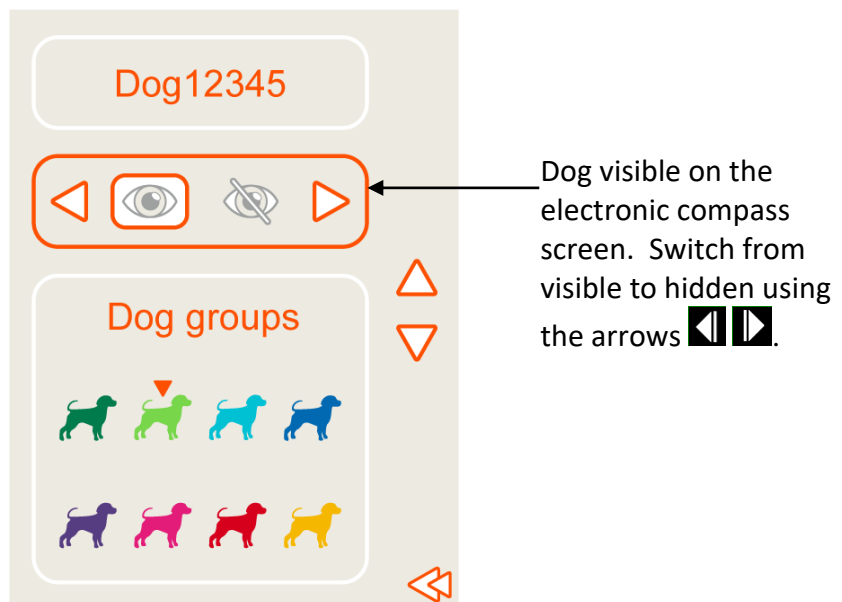 Dog12345
Dog visible on the
electronic compass
screen.  Switch from
visible to hidden using
the arrows .
Dog groups